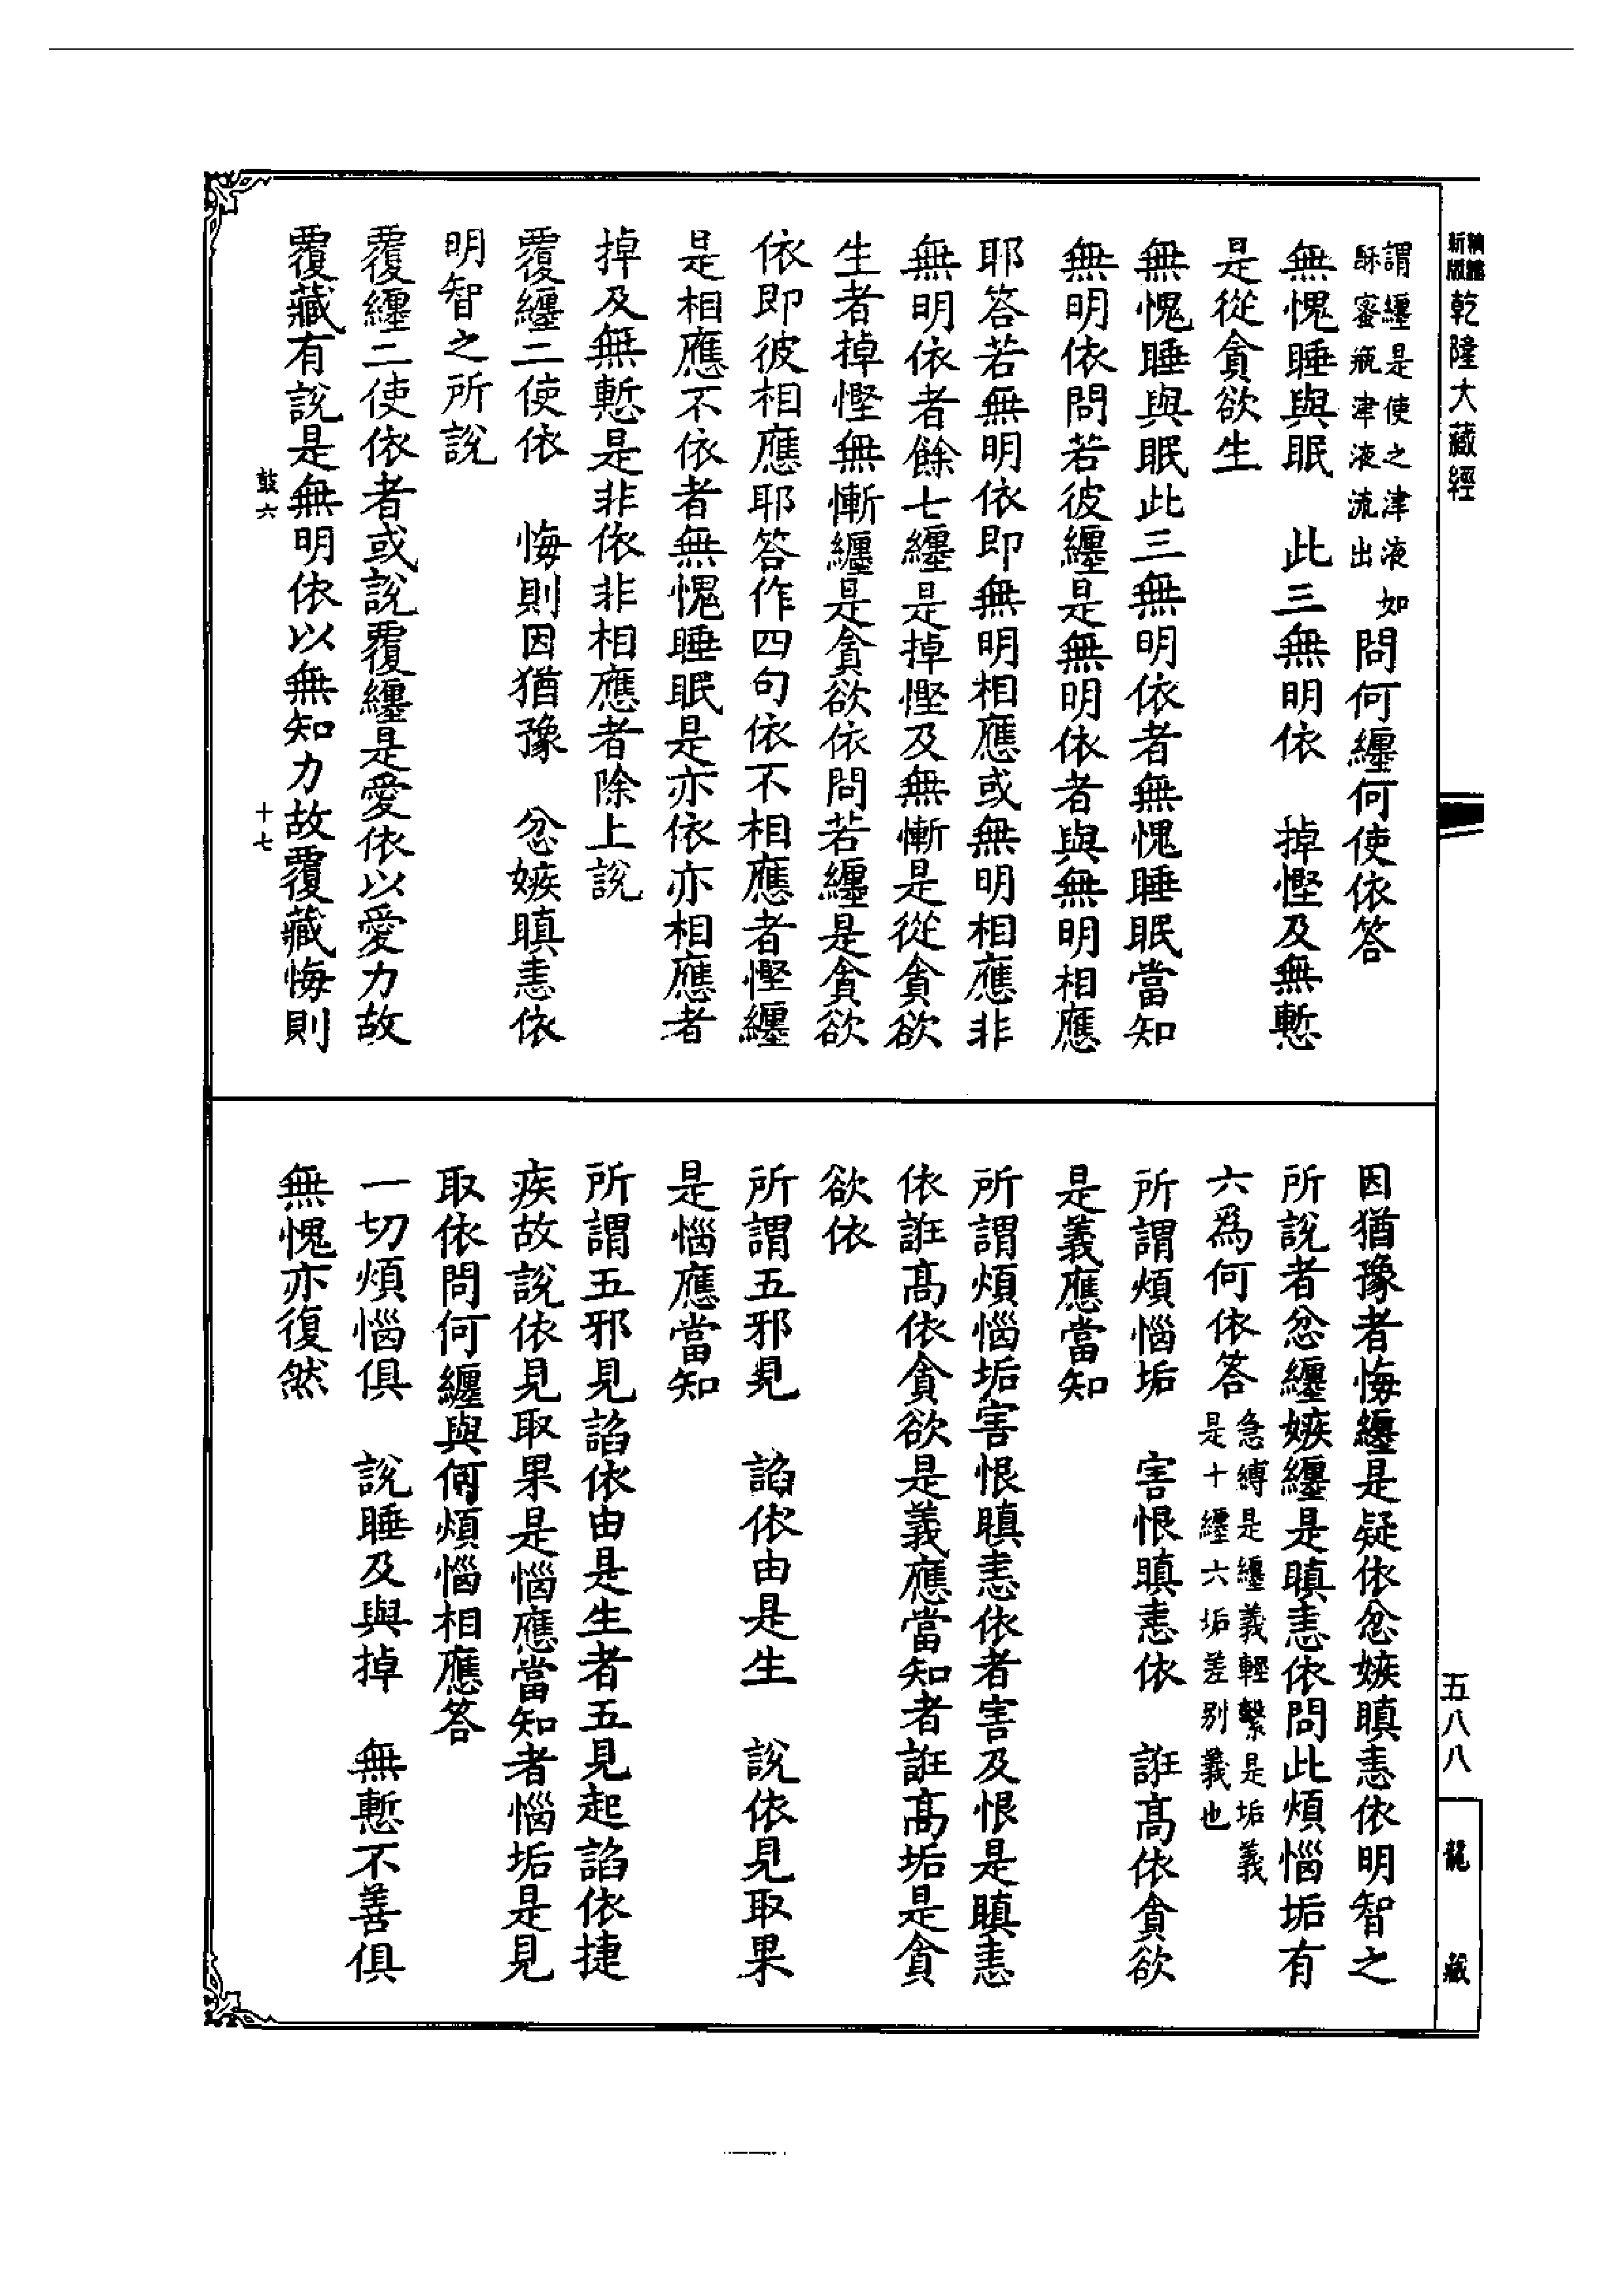 新版
乾隆大藏經
謂纏是使之津液如
酥蜜瓶津液流出
問何纏何使依答
無愧睡與眠　此三無明依　掉慳及無慙
是從貪欲生
無愧睡與眠此三無明依者無愧睡眠當知
無明依問若彼纏是無明依者與無明相應
耶答若無明依即無明相應或無明相應非
無明依者餘七纏是掉慳及無慚是從貪欲
生者掉慳無慚纏是貪欲依問若纏是貪欲
依即彼相應耶答作四句依不相應者慳纏
是相應不依者無愧睡眠是亦依亦相應者
掉及無慙是非依非相應者除上說
覆纏二使依　悔則因猶豫　忿嫉瞋恚依
明智之所說
覆纏二使依者或說覆纏是愛依以愛力故
覆藏有說是無明依以無知力故覆藏悔則
鼓六
十七
因猶豫者悔纏是疑依忿嫉瞋恚依明智之
所說者忿纏嫉纏是瞋恚依問此煩惱垢有
六爲何依答
急縛是纏義輕繫是垢義
是十纏六垢差別義也
所謂煩惱垢　害恨瞋恚依　誑高依貪欲
是義應當知
所謂煩惱垢害恨瞋恚依者害及恨是瞋恚
依誑高依貪欲是義應當知者誑高垢是貪
欲依
所謂五邪見　諂依由是生　說依見取果
是惱應當知
所謂五邪見諂依由是生者五見起諂依捷
疾故說依見取果是惱應當知者惱垢是見
取依問何纏與何煩惱相應答
一切煩惱俱　說睡及與掉　無慙不善俱
無愧亦復然
五八八
龍藏